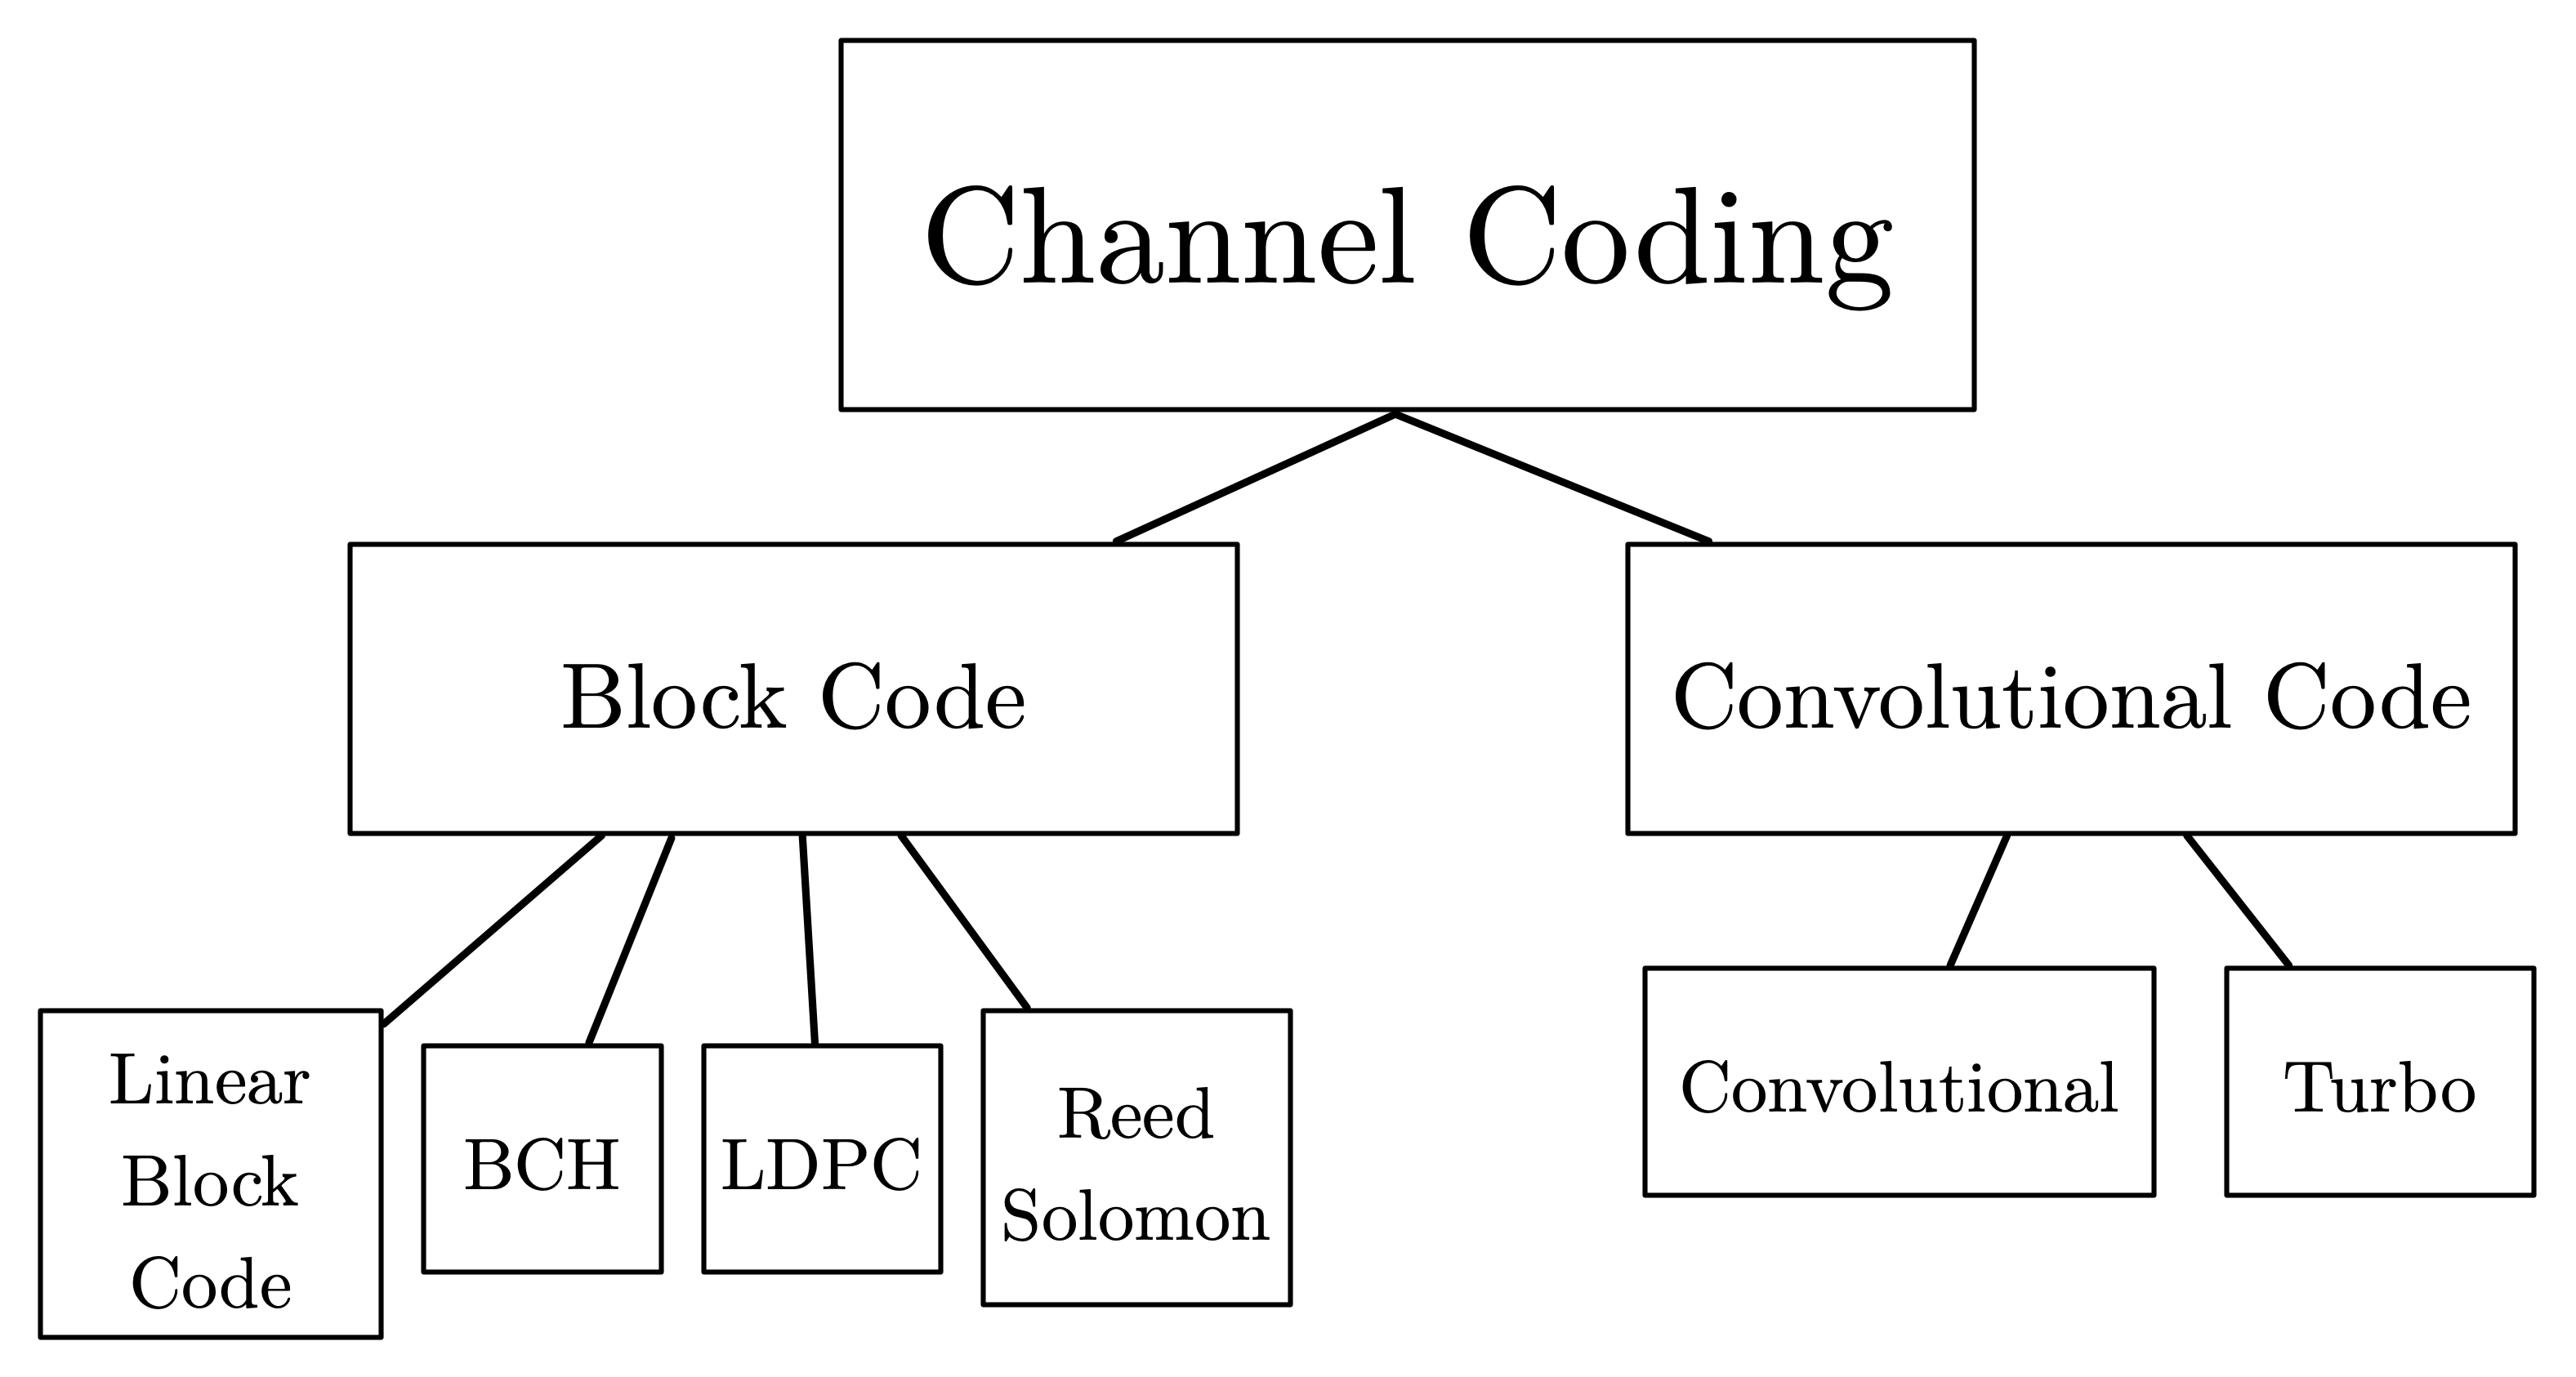 Channel Coding
Block Code
Convolutional Code
Linear
Block
Code
BCH
LDPC
Reed
Solomon
Convolutional
Turbo